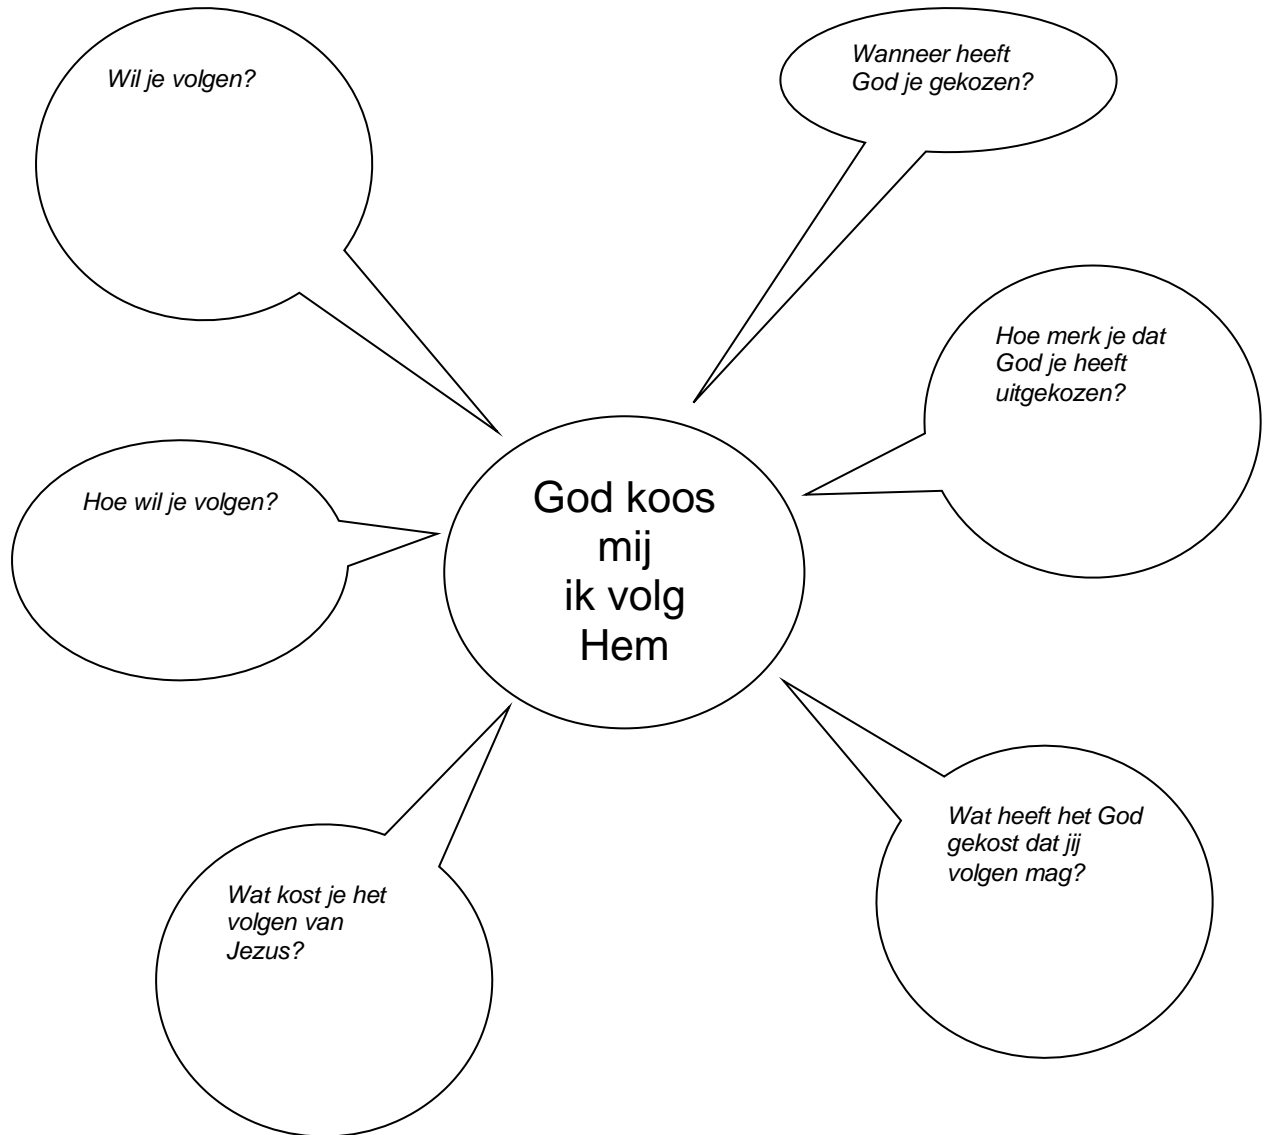 Wil je volgen?
Wanneer heeft
God je gekozen?
Hoe merk je dat
God je heeft
uitgekozen?
Hoe wil je volgen?
God koos
mij
ik volg
Hem
Wat heeft het God
gekost dat jij
volgen mag?
Wat kost je het
volgen van
Jezus?